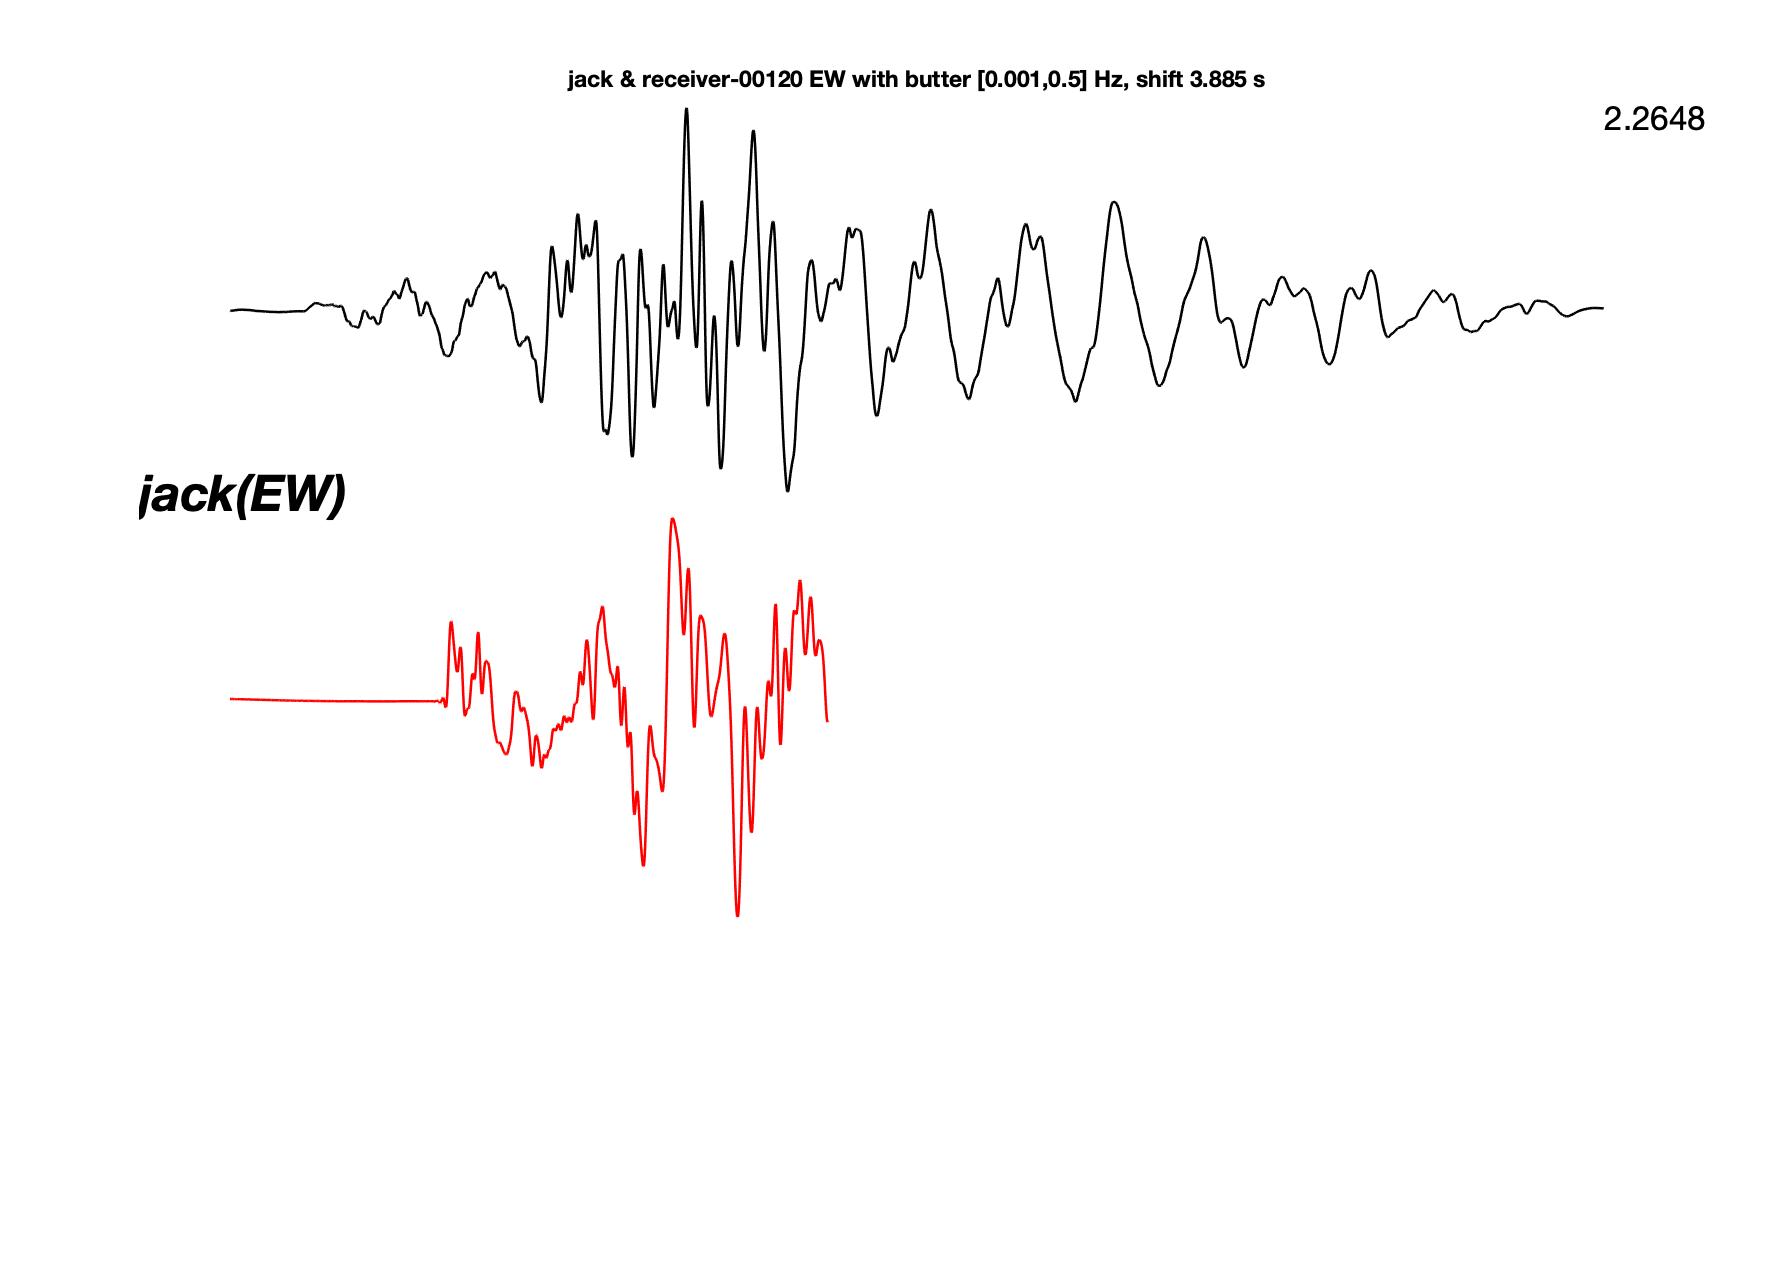 jack & receiver-00120 EW with butter [0.001,0.5] Hz, shift 3.885 s
2.2648
jack(EW)